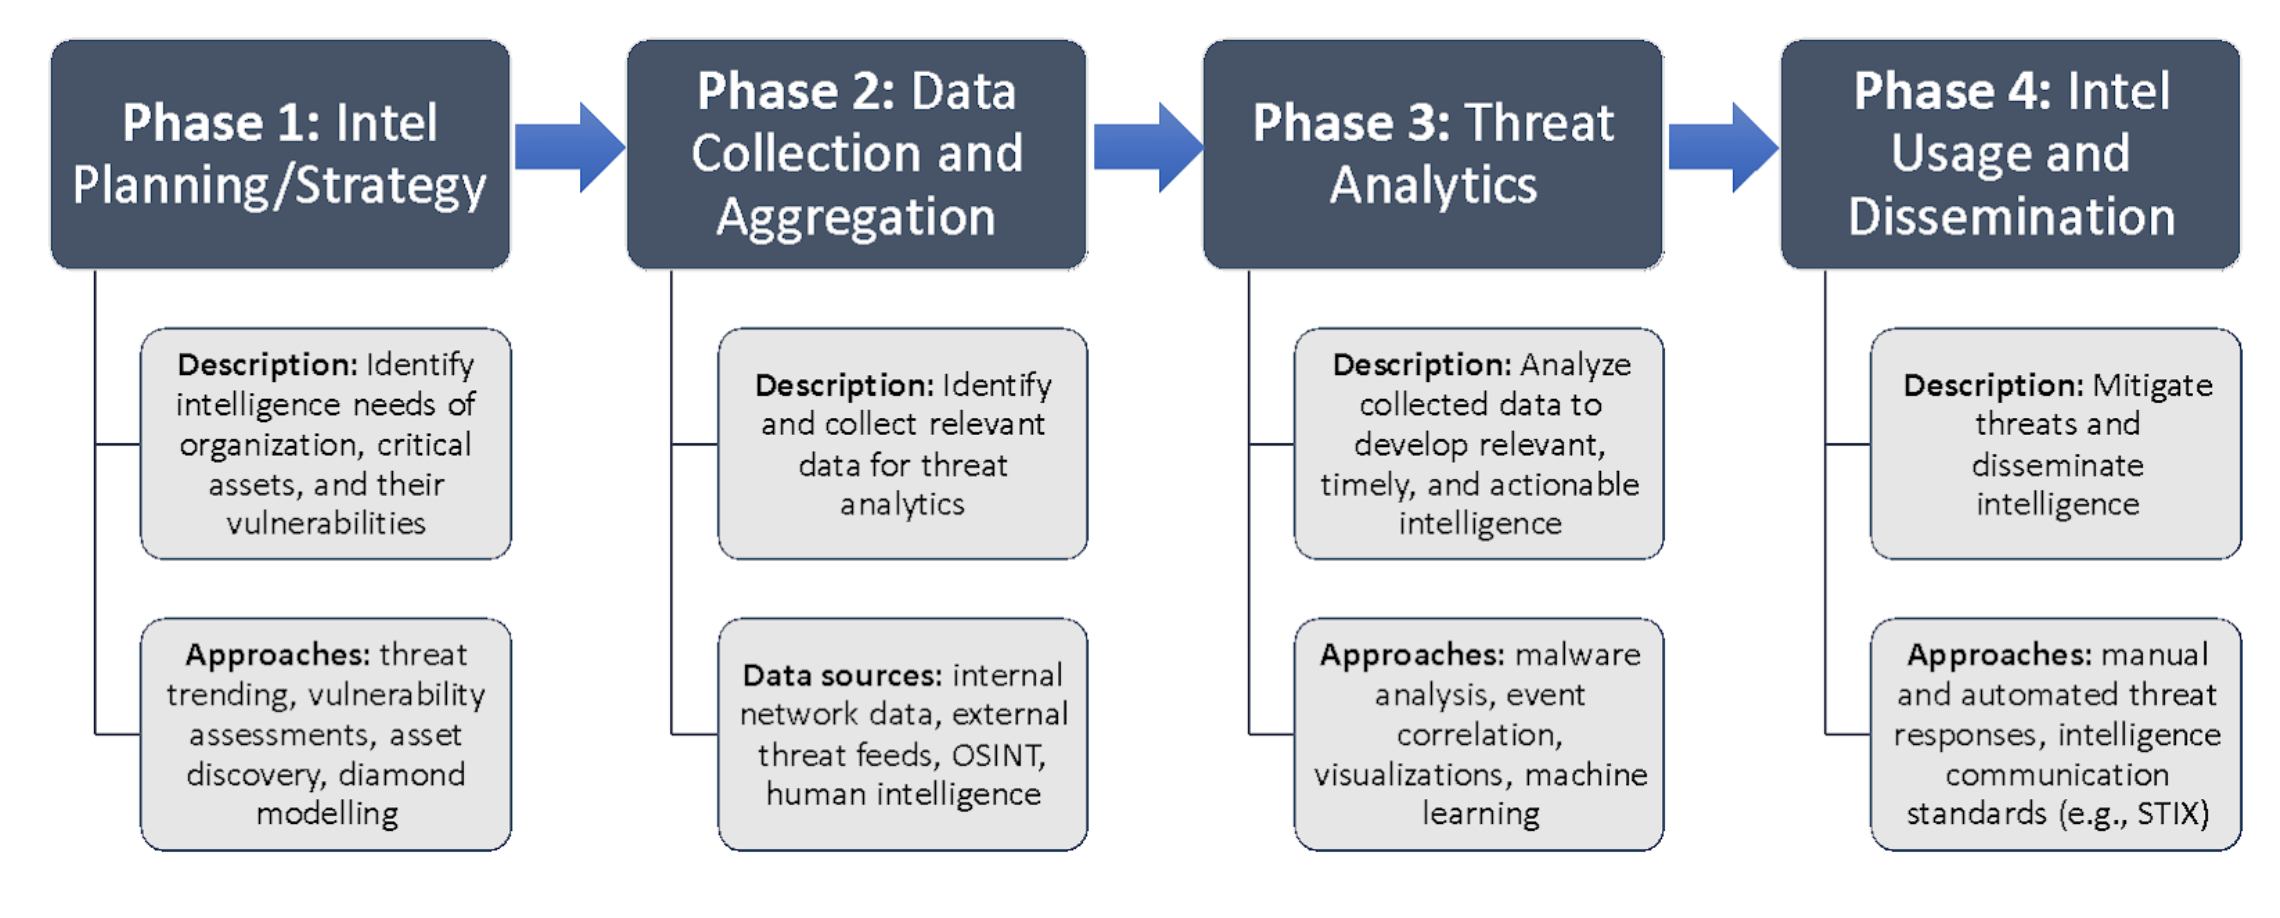 Phase 1: Intel
Planning/Strategy
Description: Identify
intelligence needs of
organization, critical
assets, and their
vulnerabilities
Approaches: threat
trending, vulnerability
assessments, asset
discovery, diamond
modelling
Phase 2: Data
Collection and
Aggregation
Description: Identify
and collect relevant
data for threat
analytics
Data sources: internal
network data, external
threat feeds, OSINT,
human intelligence
Phase 3: Threat
Analytics
Description: Analyze
collected data to
develop relevant,
timely, and actionable
intelligence
Approaches: malware
analysis, event
correlation,
visualizations, machine
learning
Phase 4: Intel
Usage and
Dissemination
Description: Mitigate
threats and
disseminate
intelligence
Approaches: manual
and automated threat
responses, intelligence
communication
standards (e.g., STIX)